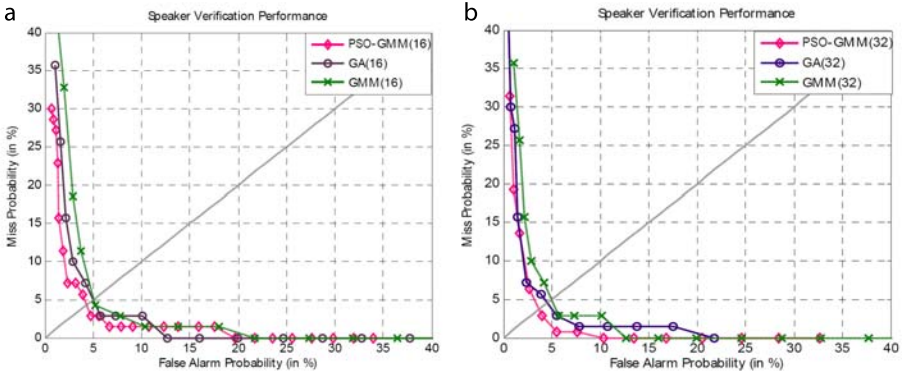 a
Speaker Verification Performance
40
35
30
25
20
15
10
5
0
Miss Probability (in %)
PSO-GMM(16)
GA(16)
GMM(16)
0 5 10 15 20 25 30 35 40
False Alarm Probability (in %)
b
Speaker Verification Performance
40
35
30
25
20
15
10
5
0
Miss Probability (in %)
PSO-GMM(32)
GA(32)
GMM(32)
0 5 10 15 20 25 30 35 40
False Alarm Probability (in %)